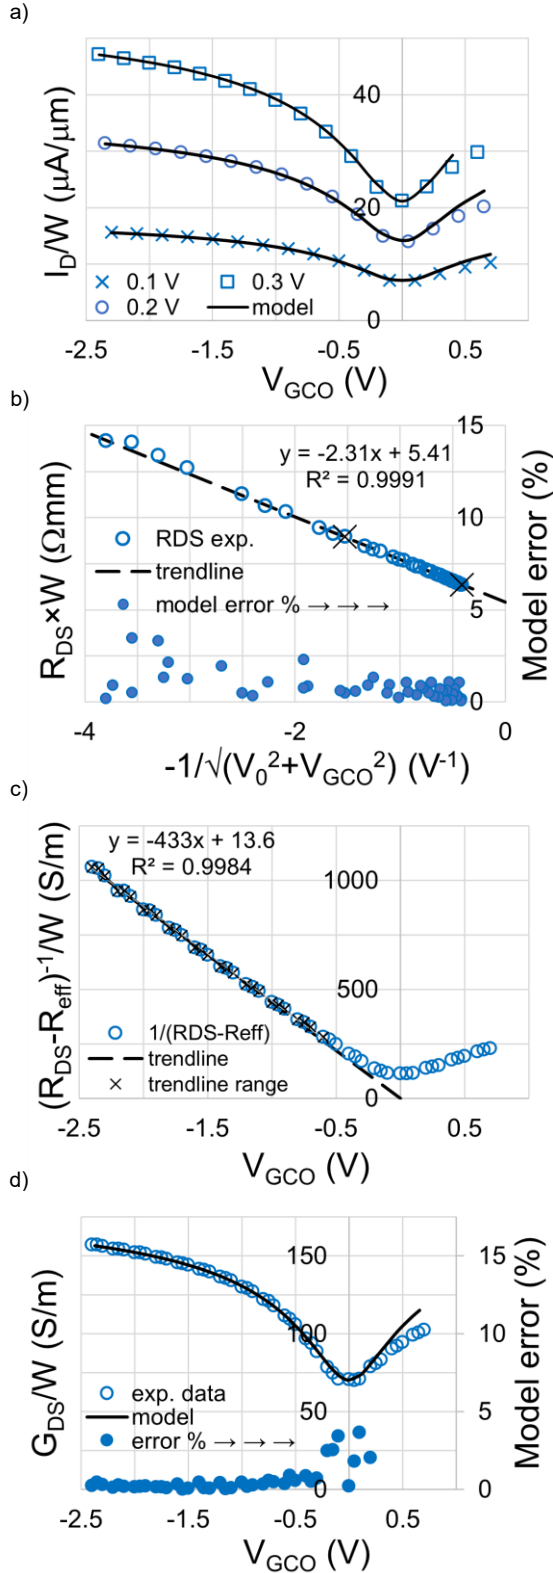 a)
I_D/W (μA/μm)
40
20
0
× 0.1 V □ 0.3 V
○ 0.2 V — model
-2.5 -1.5 -0.5 0.5
V_GCO (V)
b)
R_DS×W (Ωmm)
y = -2.31x + 5.41
R² = 0.9991
RDS exp.
trendline
model error % → → →
15
10
5
0
Model error (%)
-4 -2 0
-1/√(V₀²+V_GCO²) (V⁻¹)
c)
(R_DS-R_eff)⁻¹/W (S/m)
y = -433x + 13.6
R² = 0.9984
1000
500
0
1/(RDS-Reff)
trendline
× trendline range
-2.5 -1.5 -0.5 0.5
V_GCO (V)
d)
G_DS/W (S/m)
150 15
100 10
50 5
0 0
exp. data
model
error % → → →
Model error (%)
-2.5 -1.5 -0.5 0.5
V_GCO (V)